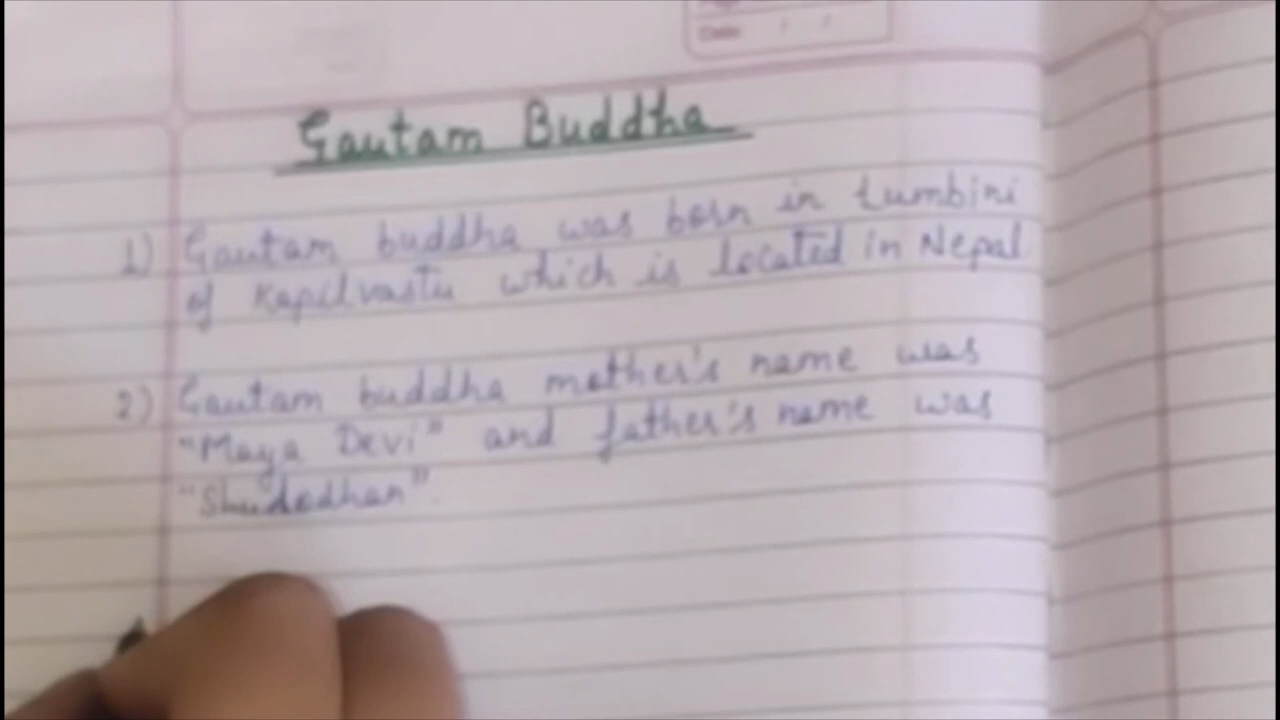 Date: / /
Gautam Buddha
1) Gautam buddha was born in Lumbini
of Kapilvastu which is located in Nepal
2) Gautam buddha mother's name was
"Maya Devi" and father's name was
"Shudodhan".